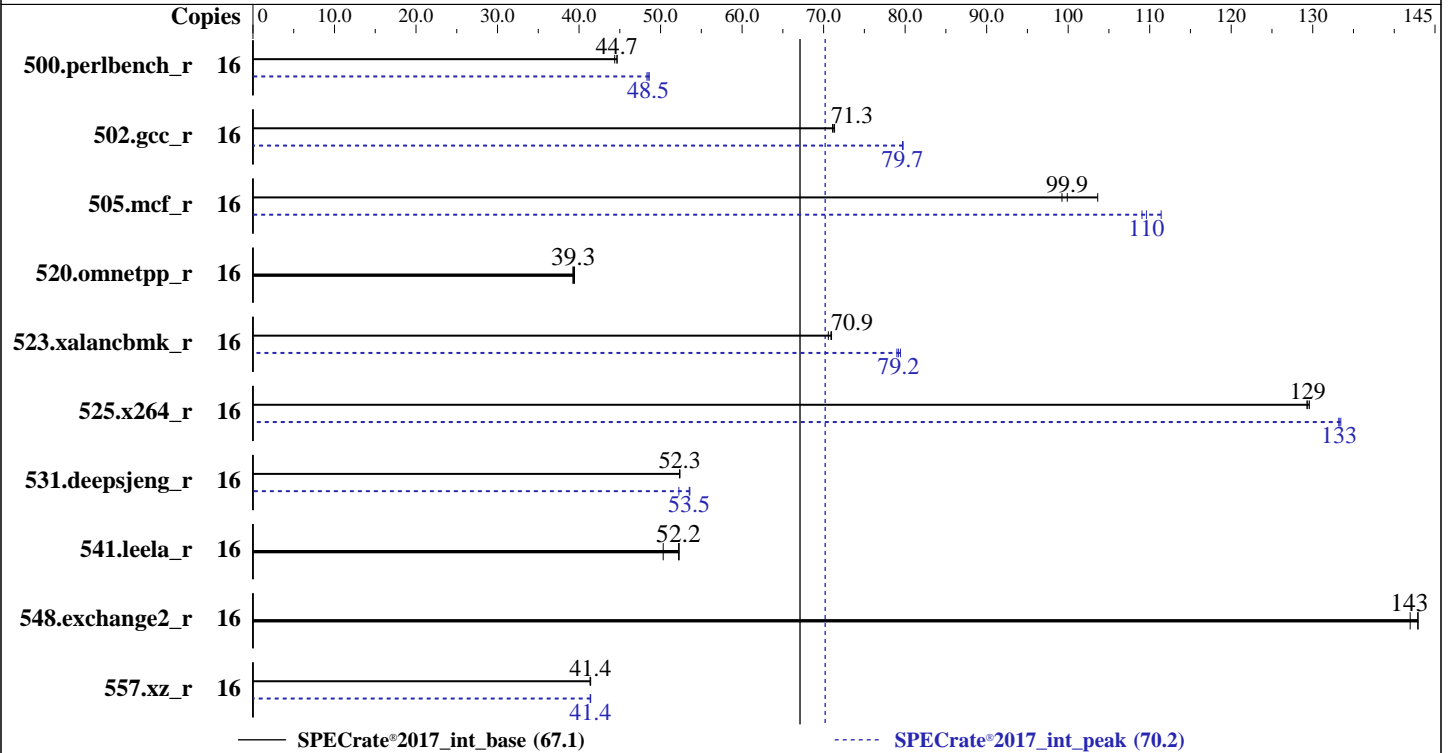 Copies 0 10.0 20.0 30.0 40.0 50.0 60.0 70.0 80.0 90.0 100 110 120 130 145
500.perlbench_r 16 44.7
48.5
502.gcc_r 16 71.3
79.7
505.mcf_r 16 99.9
110
520.omnetpp_r 16 39.3
523.xalancbmk_r 16 70.9
79.2
525.x264_r 16 129
133
531.deepsjeng_r 16 52.3
53.5
541.leela_r 16 52.2
548.exchange2_r 16 143
557.xz_r 16 41.4
41.4
SPECrate®2017_int_base (67.1) SPECrate®2017_int_peak (70.2)